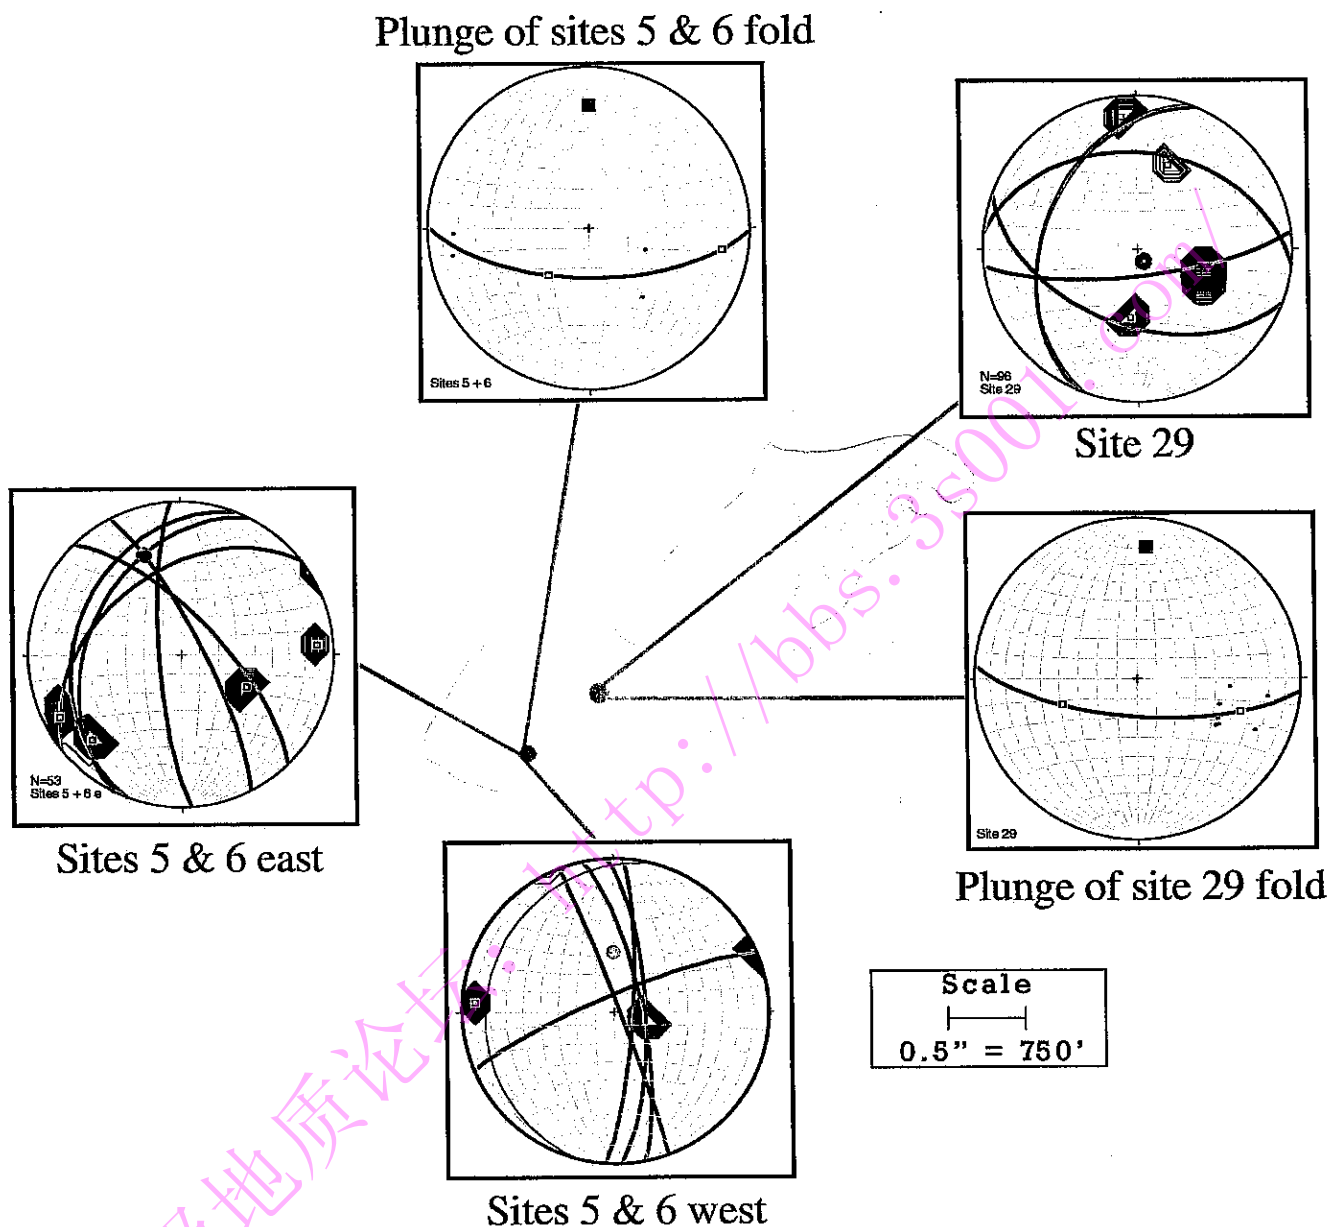 Plunge of sites 5 & 6 fold
Sites 5 + 6
N=96
Site 29
Site 29
N=53
Sites 5 + 6 e
Sites 5 & 6 east
Site 29
Plunge of site 29 fold
Scale
0.5" = 750'
Sites 5 & 6 west
地质论坛: http://bbs.3s001.com/